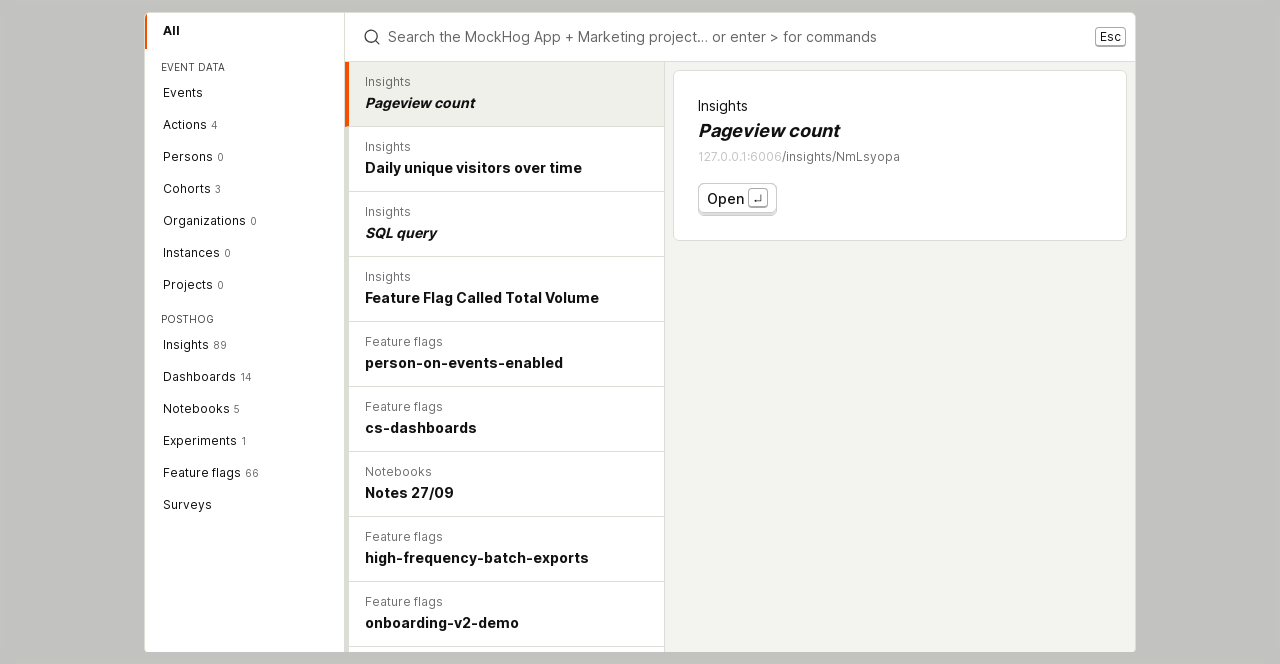 All
EVENT DATA
Events
Actions 4
Persons 0
Cohorts 3
Organizations 0
Instances 0
Projects 0
POSTHOG
Insights 89
Dashboards 14
Notebooks 5
Experiments 1
Feature flags 66
Surveys
Search the MockHog App + Marketing project… or enter > for commands
Esc
Insights
Pageview count
Insights
Daily unique visitors over time
Insights
SQL query
Insights
Feature Flag Called Total Volume
Feature flags
person-on-events-enabled
Feature flags
cs-dashboards
Notebooks
Notes 27/09
Feature flags
high-frequency-batch-exports
Feature flags
onboarding-v2-demo
Insights
Pageview count
127.0.0.1:6006/insights/NmLsyopa
Open ↵